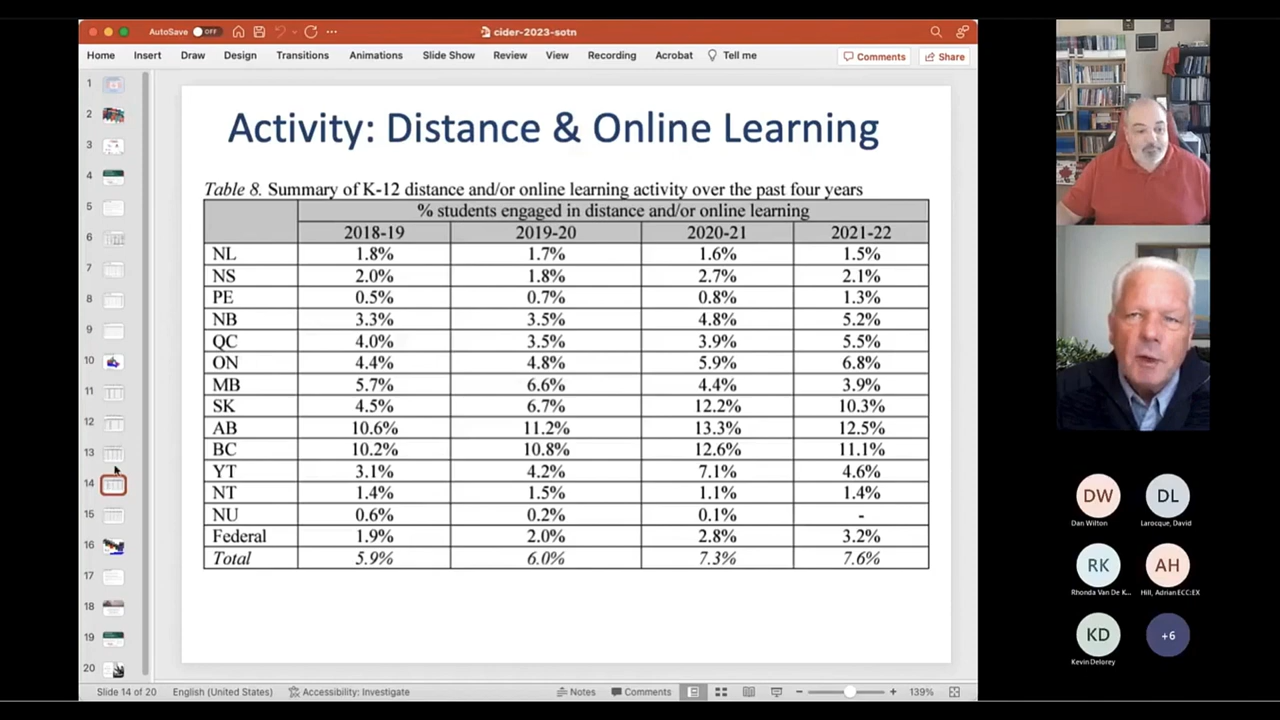 AutoSave OFF
cider-2023-sotn
Home Insert Draw Design Transitions Animations Slide Show Review View Recording Acrobat Tell me Comments Share
1
2
3
4
5
6
7
8
9
10
11
12
13
14
15
16
17
18
19
20
Activity: Distance & Online Learning
Table 8. Summary of K-12 distance and/or online learning activity over the past four years
% students engaged in distance and/or online learning
2018-19 2019-20 2020-21 2021-22
NL 1.8% 1.7% 1.6% 1.5%
NS 2.0% 1.8% 2.7% 2.1%
PE 0.5% 0.7% 0.8% 1.3%
NB 3.3% 3.5% 4.8% 5.2%
QC 4.0% 3.5% 3.9% 5.5%
ON 4.4% 4.8% 5.9% 6.8%
MB 5.7% 6.6% 4.4% 3.9%
SK 4.5% 6.7% 12.2% 10.3%
AB 10.6% 11.2% 13.3% 12.5%
BC 10.2% 10.8% 12.6% 11.1%
YT 3.1% 4.2% 7.1% 4.6%
NT 1.4% 1.5% 1.1% 1.4%
NU 0.6% 0.2% 0.1% -
Federal 1.9% 2.0% 2.8% 3.2%
Total 5.9% 6.0% 7.3% 7.6%
Slide 14 of 20 English (United States) Accessibility: Investigate Notes Comments 139%
DW DL
Dan Wilton Larocque, David
RK AH
Rhonda Van De K... Hill, Adrian ECC:EX
KD +6
Kevin Delorey